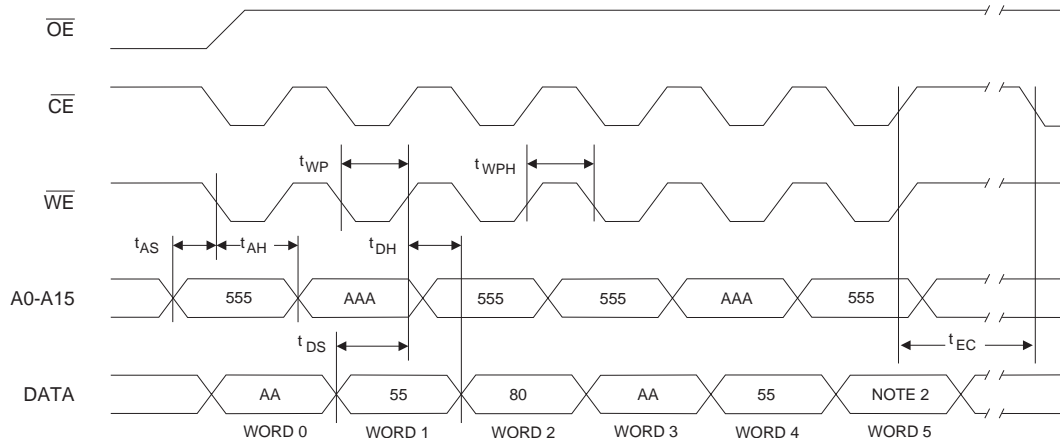 OE
CE
tWP
tWPH
WE
tAS
tAH
tDH
A0-A15
555
AAA
555
555
AAA
555
tDS
tEC
DATA
AA
55
80
AA
55
NOTE 2
WORD 0
WORD 1
WORD 2
WORD 3
WORD 4
WORD 5